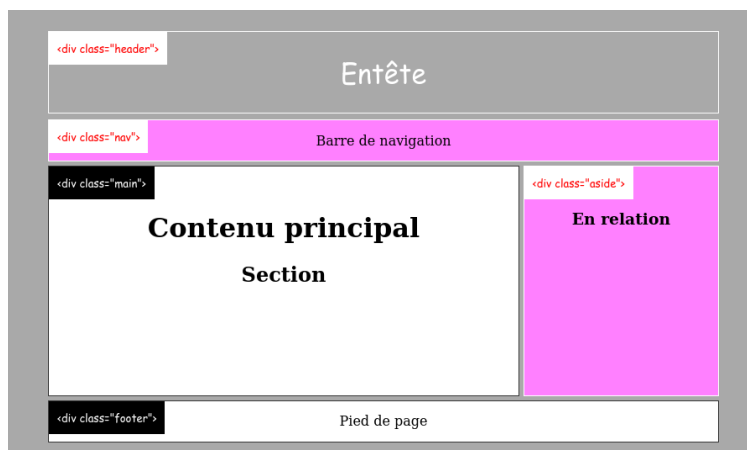 <div class="header">
Entête
<div class="nav">
Barre de navigation
<div class="main">
<div class="aside">
Contenu principal
En relation
Section
<div class="footer">
Pied de page